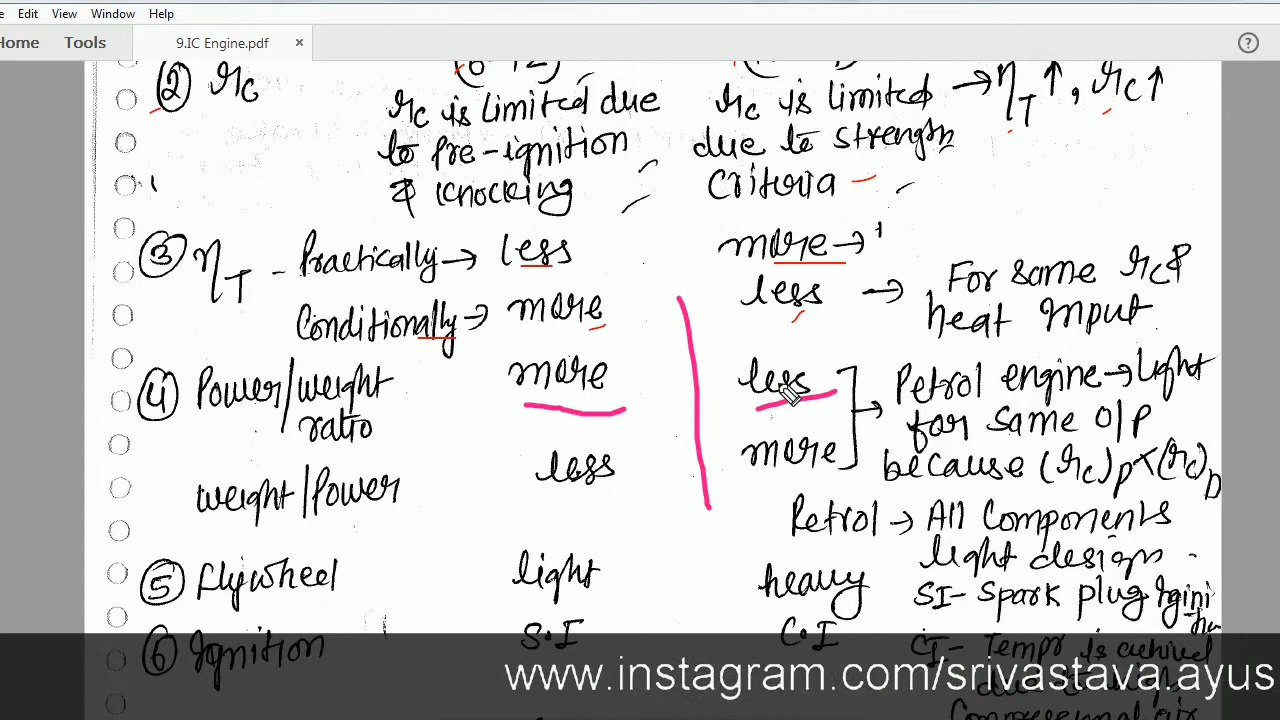 Edit View Window Help
Home Tools 9.IC Engine.pdf × ?
② rc
rc is limited due
to Pre-ignition
& knocking
rc is limited
due to strength
Criteria
→ ηT ↑, rc ↑
③ ηT - Practically → less more →
Conditionally → more less → For same rc &
heat Input
④ Power/weight
ratio
more less
weight/Power less more
→ Petrol engine → light
for same o/p
because (rc)p < (rc)D
Petrol → All Components
light design
⑤ flywheel light heavy
SI - Spark plug
⑥ Ignition S.I C.I
CI - Tempr is
www.instagram.com/srivastava_ayus